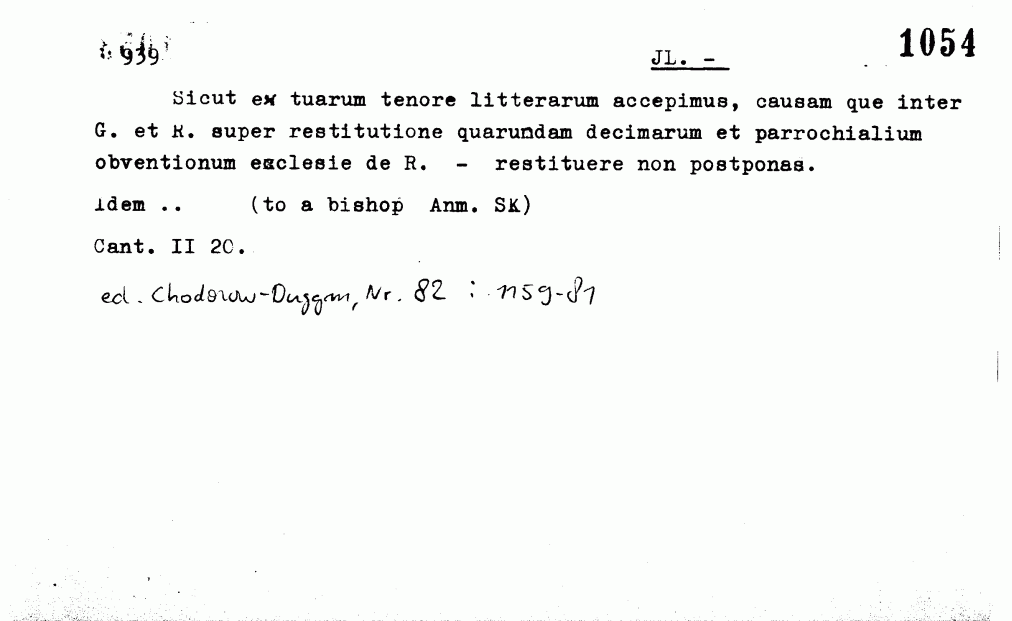 939
JL. -
1054
Sicut ex tuarum tenore litterarum accepimus, causam que inter
G. et R. super restitutione quarundam decimarum et parrochialium
obventionum ecclesie de R. - restituere non postponas.
Idem .. (to a bishop Anm. SK)
Cant. II 20.
ed. Chodorow-Duggan, Nr. 82 : 1159-81